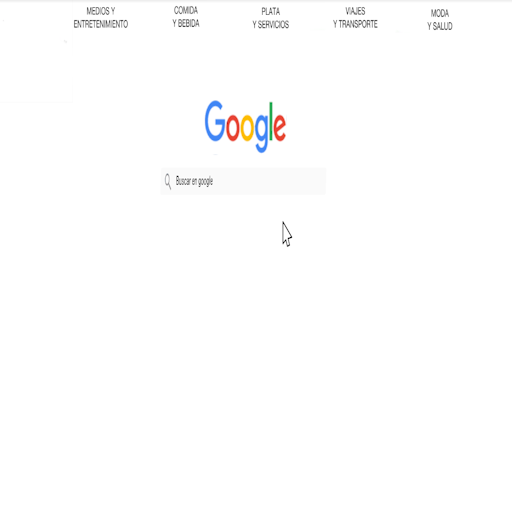 MEDIOS Y
ENTRETENIMIENTO
COMIDA
Y BEBIDA
PLATA
Y SERVICIOS
VIAJES
Y TRANSPORTE
MODA
Y SALUD
Google
Buscar en google